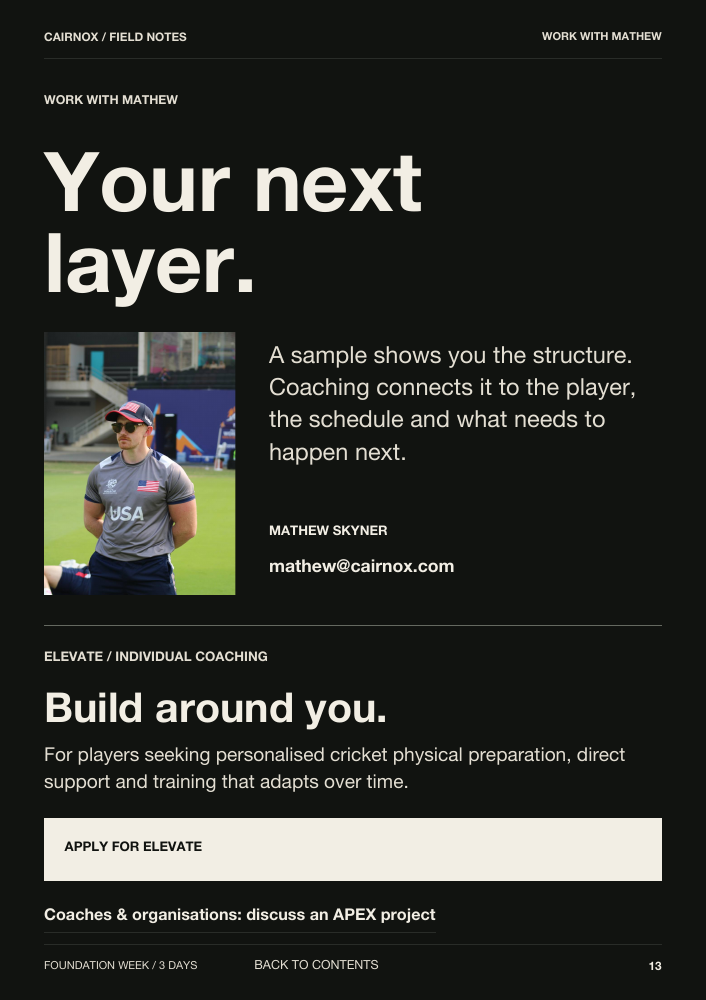 CAIRNOX / FIELD NOTES
WORK WITH MATHEW
WORK WITH MATHEW
Your next
layer.
A sample shows you the structure.
Coaching connects it to the player,
the schedule and what needs to
happen next.
USA
MATHEW SKYNER
mathew@cairnox.com
ELEVATE / INDIVIDUAL COACHING
Build around you.
For players seeking personalised cricket physical preparation, direct
support and training that adapts over time.
APPLY FOR ELEVATE
Coaches & organisations: discuss an APEX project
FOUNDATION WEEK / 3 DAYS
BACK TO CONTENTS
13